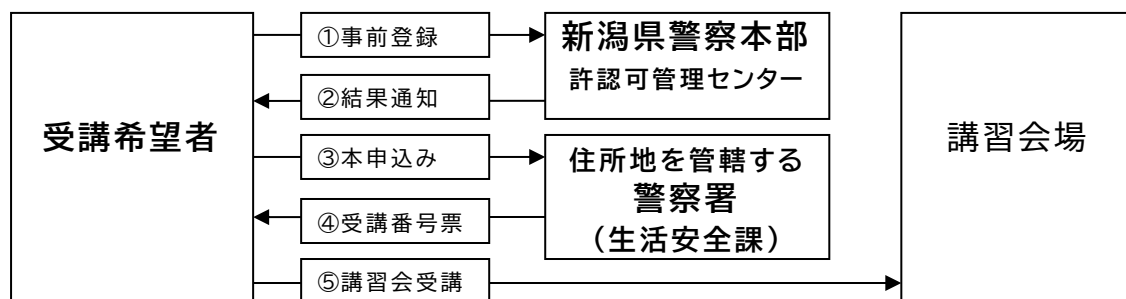 受講希望者
①事前登録
新潟県警察本部
許認可管理センター
②結果通知
③本申込み
住所地を管轄する
警察署
（生活安全課）
④受講番号票
⑤講習会受講
講習会場